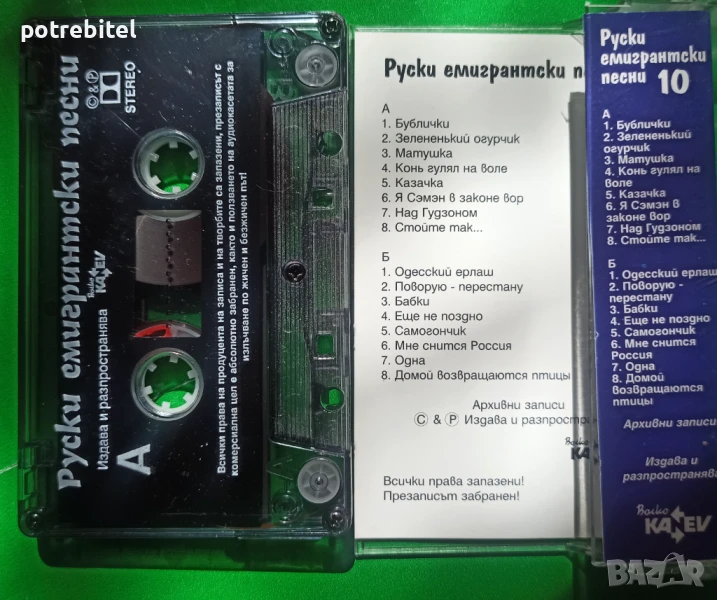 potrebitel
Руски емигрантски песни
© & ℗
STEREO
Издава и разпространява
Bolко
KANEV
A
Всички права на продуцента на записа и на творбите са запазени, презаписът с
комерсиална цел е абсолютно забранен, както и ползването на аудиокасетата за
излъчване по жичен и безжичен път!
Руски емигрантски пе
А
1. Бублички
2. Зелененький огурчик
3. Матушка
4. Конь гулял на воле
5. Казачка
6. Я Сэмэн в законе вор
7. Над Гудзоном
8. Стойте так...
Б
1. Одесский ерлаш
2. Поворую - перестану
3. Бабки
4. Еще не поздно
5. Самогончик
6. Мне снится Россия
7. Одна
8. Домой возвращаются птицы
Архивни записи
© & ℗ Издава и разпростран
KA
Всички права запазени!
Презаписът забранен!
Руски
емигрантски
песни 10
А
1. Бублички
2. Зелененький
огурчик
3. Матушка
4. Конь гулял на
воле
5. Казачка
6. Я Сэмэн в
законе вор
7. Над Гудзоном
8. Стойте так...
Б
1. Одесский ерлаш
2. Поворую -
перестану
3. Бабки
4. Еще не поздно
5. Самогончик
6. Мне снится
Россия
7. Одна
8. Домой
возвращаются
птицы
Архивни записи
Издава и
разпространява
KANEV
BAZAR